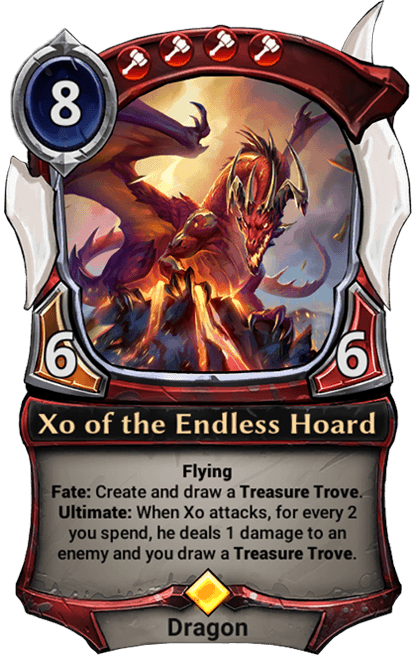 8
6
6
Xo of the Endless Hoard
Flying
Fate: Create and draw a Treasure Trove.
Ultimate: When Xo attacks, for every 2
you spend, he deals 1 damage to an
enemy and you draw a Treasure Trove.
Dragon